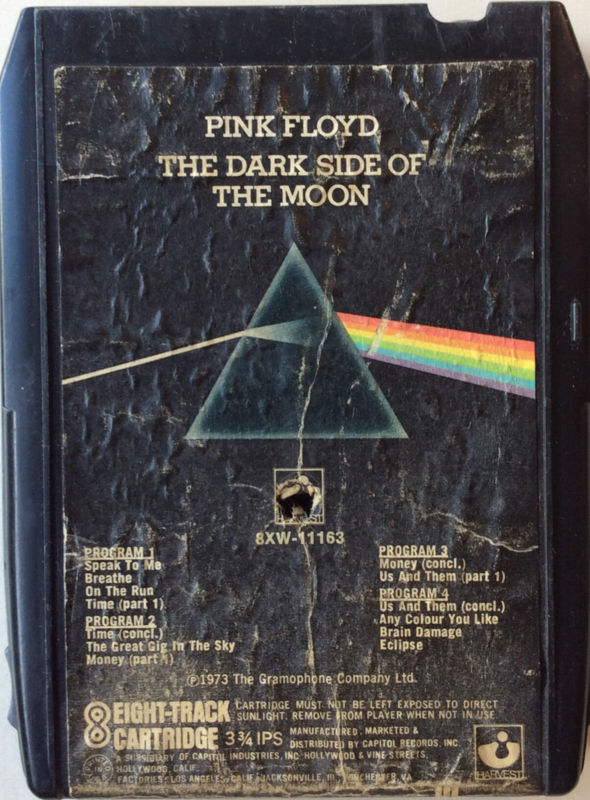 PINK FLOYD
THE DARK SIDE OF
THE MOON
HARVEST
8XW-11163
PROGRAM 1
Speak To Me
Breathe
On The Run
Time (part 1)
PROGRAM 2
Time (concl.)
The Great Gig In The Sky
Money (part 1)
PROGRAM 3
Money (concl.)
Us And Them (part 1)
PROGRAM 4
Us And Them (concl.)
Any Colour You Like
Brain Damage
Eclipse
℗1973 The Gramophone Company Ltd.
8 EIGHT-TRACK
CARTRIDGE 3 3/4 IPS
CARTRIDGE MUST NOT BE LEFT EXPOSED TO DIRECT
SUNLIGHT. REMOVE FROM PLAYER WHEN NOT IN USE
MANUFACTURED, MARKETED &
DISTRIBUTED BY CAPITOL RECORDS, INC.
A SUBSIDIARY OF CAPITOL INDUSTRIES, INC. HOLLYWOOD & VINE STREETS,
HOLLYWOOD, CALIF.
FACTORIES: LOS ANGELES, CALIF. JACKSONVILLE, ILL. WINCHESTER, VA.
HARVEST